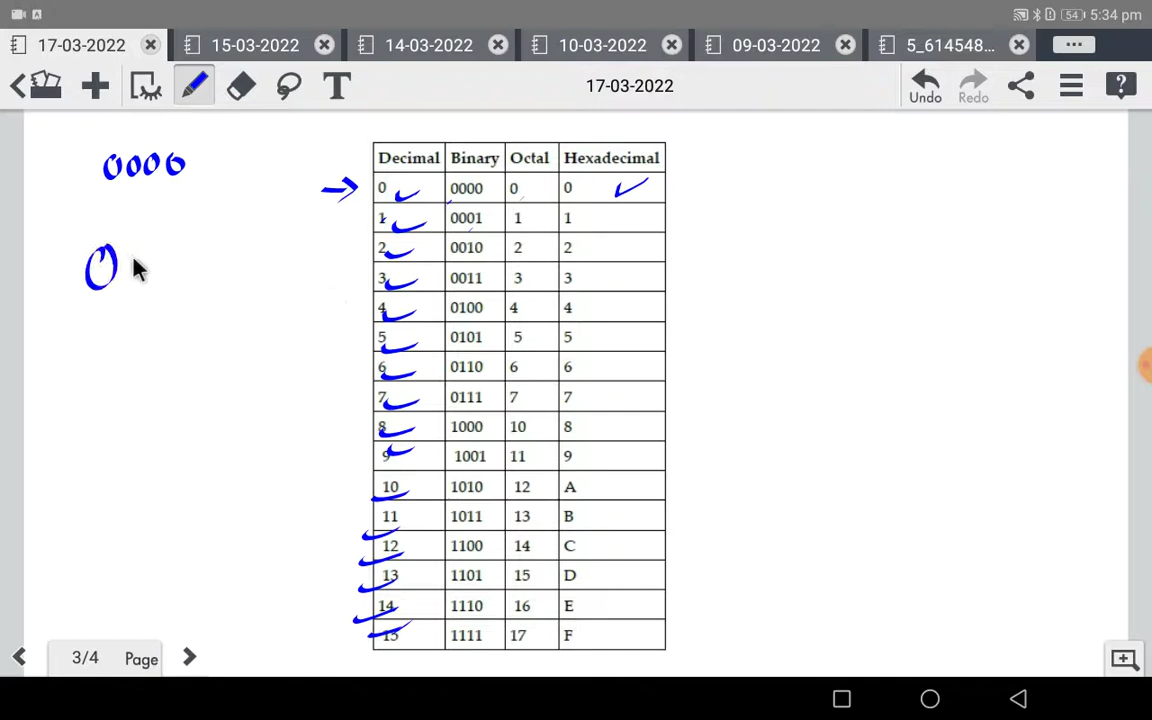 A 54 5:34 pm
17-03-2022 15-03-2022 14-03-2022 10-03-2022 09-03-2022 5_614548... ...
T 17-03-2022 Undo Redo ?
0000
0
Decimal Binary Octal Hexadecimal
0 0000 0 0
1 0001 1 1
2 0010 2 2
3 0011 3 3
4 0100 4 4
5 0101 5 5
6 0110 6 6
7 0111 7 7
8 1000 10 8
9 1001 11 9
10 1010 12 A
11 1011 13 B
12 1100 14 C
13 1101 15 D
14 1110 16 E
15 1111 17 F
3/4 Page